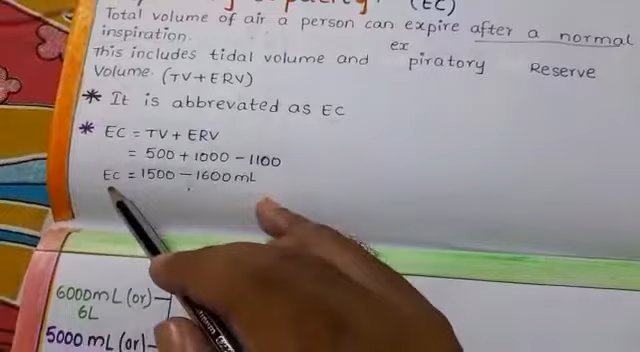 (EC)
Total volume of air a person can expire after a normal
inspiration.
This includes tidal volume and expiratory Reserve
Volume. (TV+ERV)
* It is abbrevated as EC
* EC = TV + ERV
= 500 + 1000 - 1100
EC = 1500 - 1600 mL
6000 mL (or)
6L
5000 mL (or)